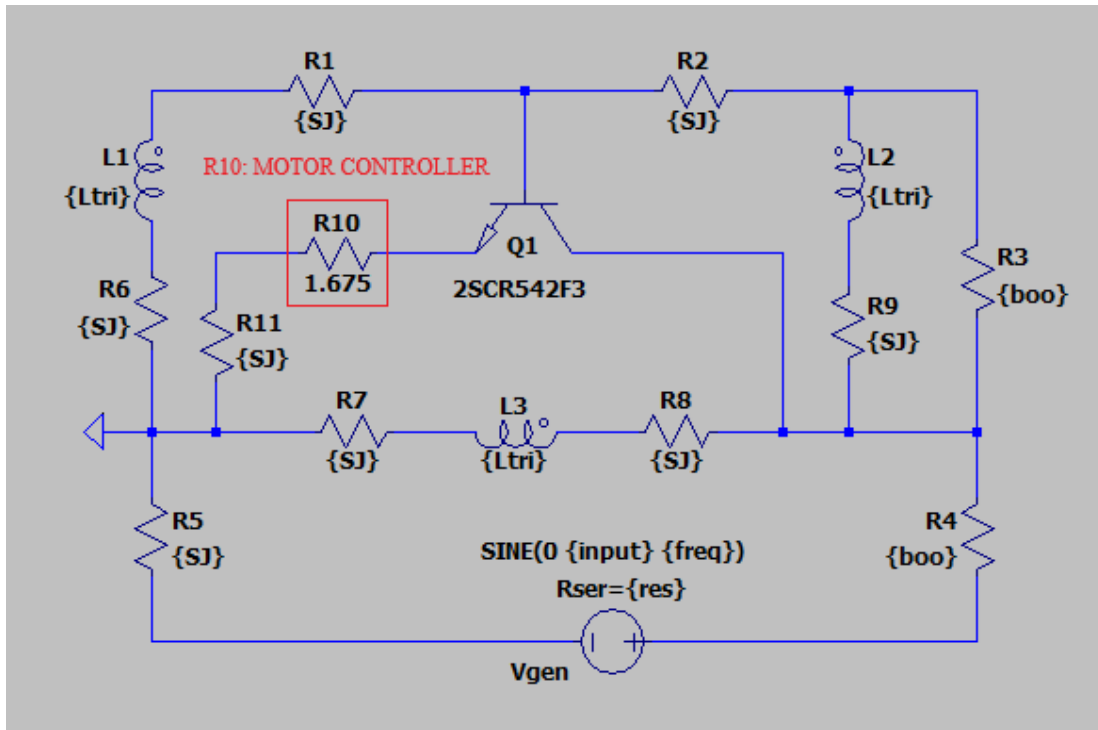 R1
{SJ}
R2
{SJ}
L1
{Ltri}
R10: MOTOR CONTROLLER
L2
{Ltri}
R10
1.675
Q1
2SCR542F3
R3
{boo}
R6
{SJ}
R11
{SJ}
R9
{SJ}
R7
{SJ}
L3
{Ltri}
R8
{SJ}
R5
{SJ}
R4
{boo}
SINE(0 {input} {freq})
Rser={res}
Vgen